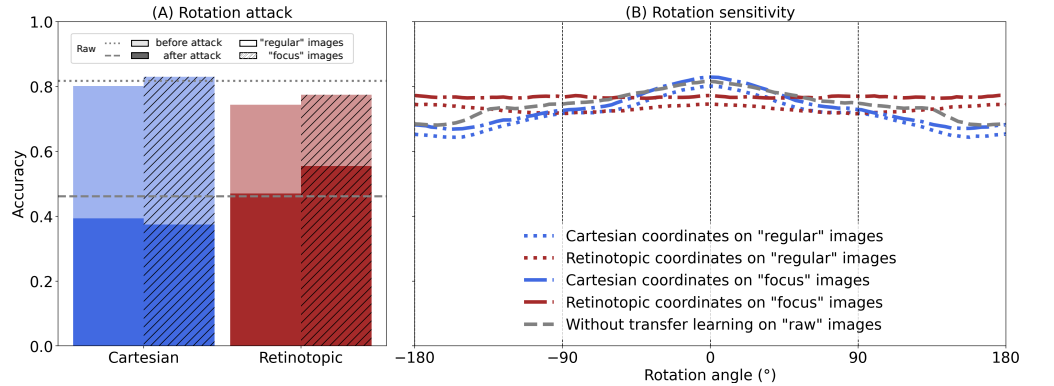 (A) Rotation attack
1.0
0.8
0.6
0.4
0.2
0.0
Accuracy
Raw
before attack
after attack
"regular" images
"focus" images
Cartesian
Retinotopic
(B) Rotation sensitivity
Cartesian coordinates on "regular" images
Retinotopic coordinates on "regular" images
Cartesian coordinates on "focus" images
Retinotopic coordinates on "focus" images
Without transfer learning on "raw" images
−180
−90
0
90
180
Rotation angle (°)